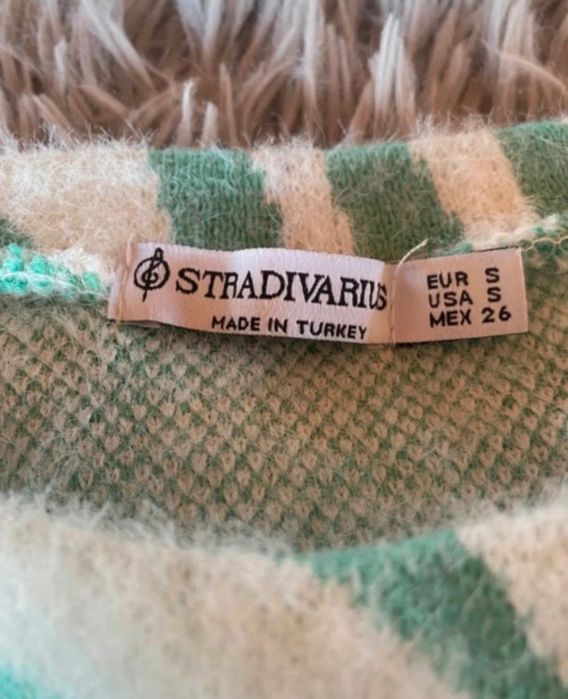 STRADIVARIUS
MADE IN TURKEY
EUR S
USA S
MEX 26